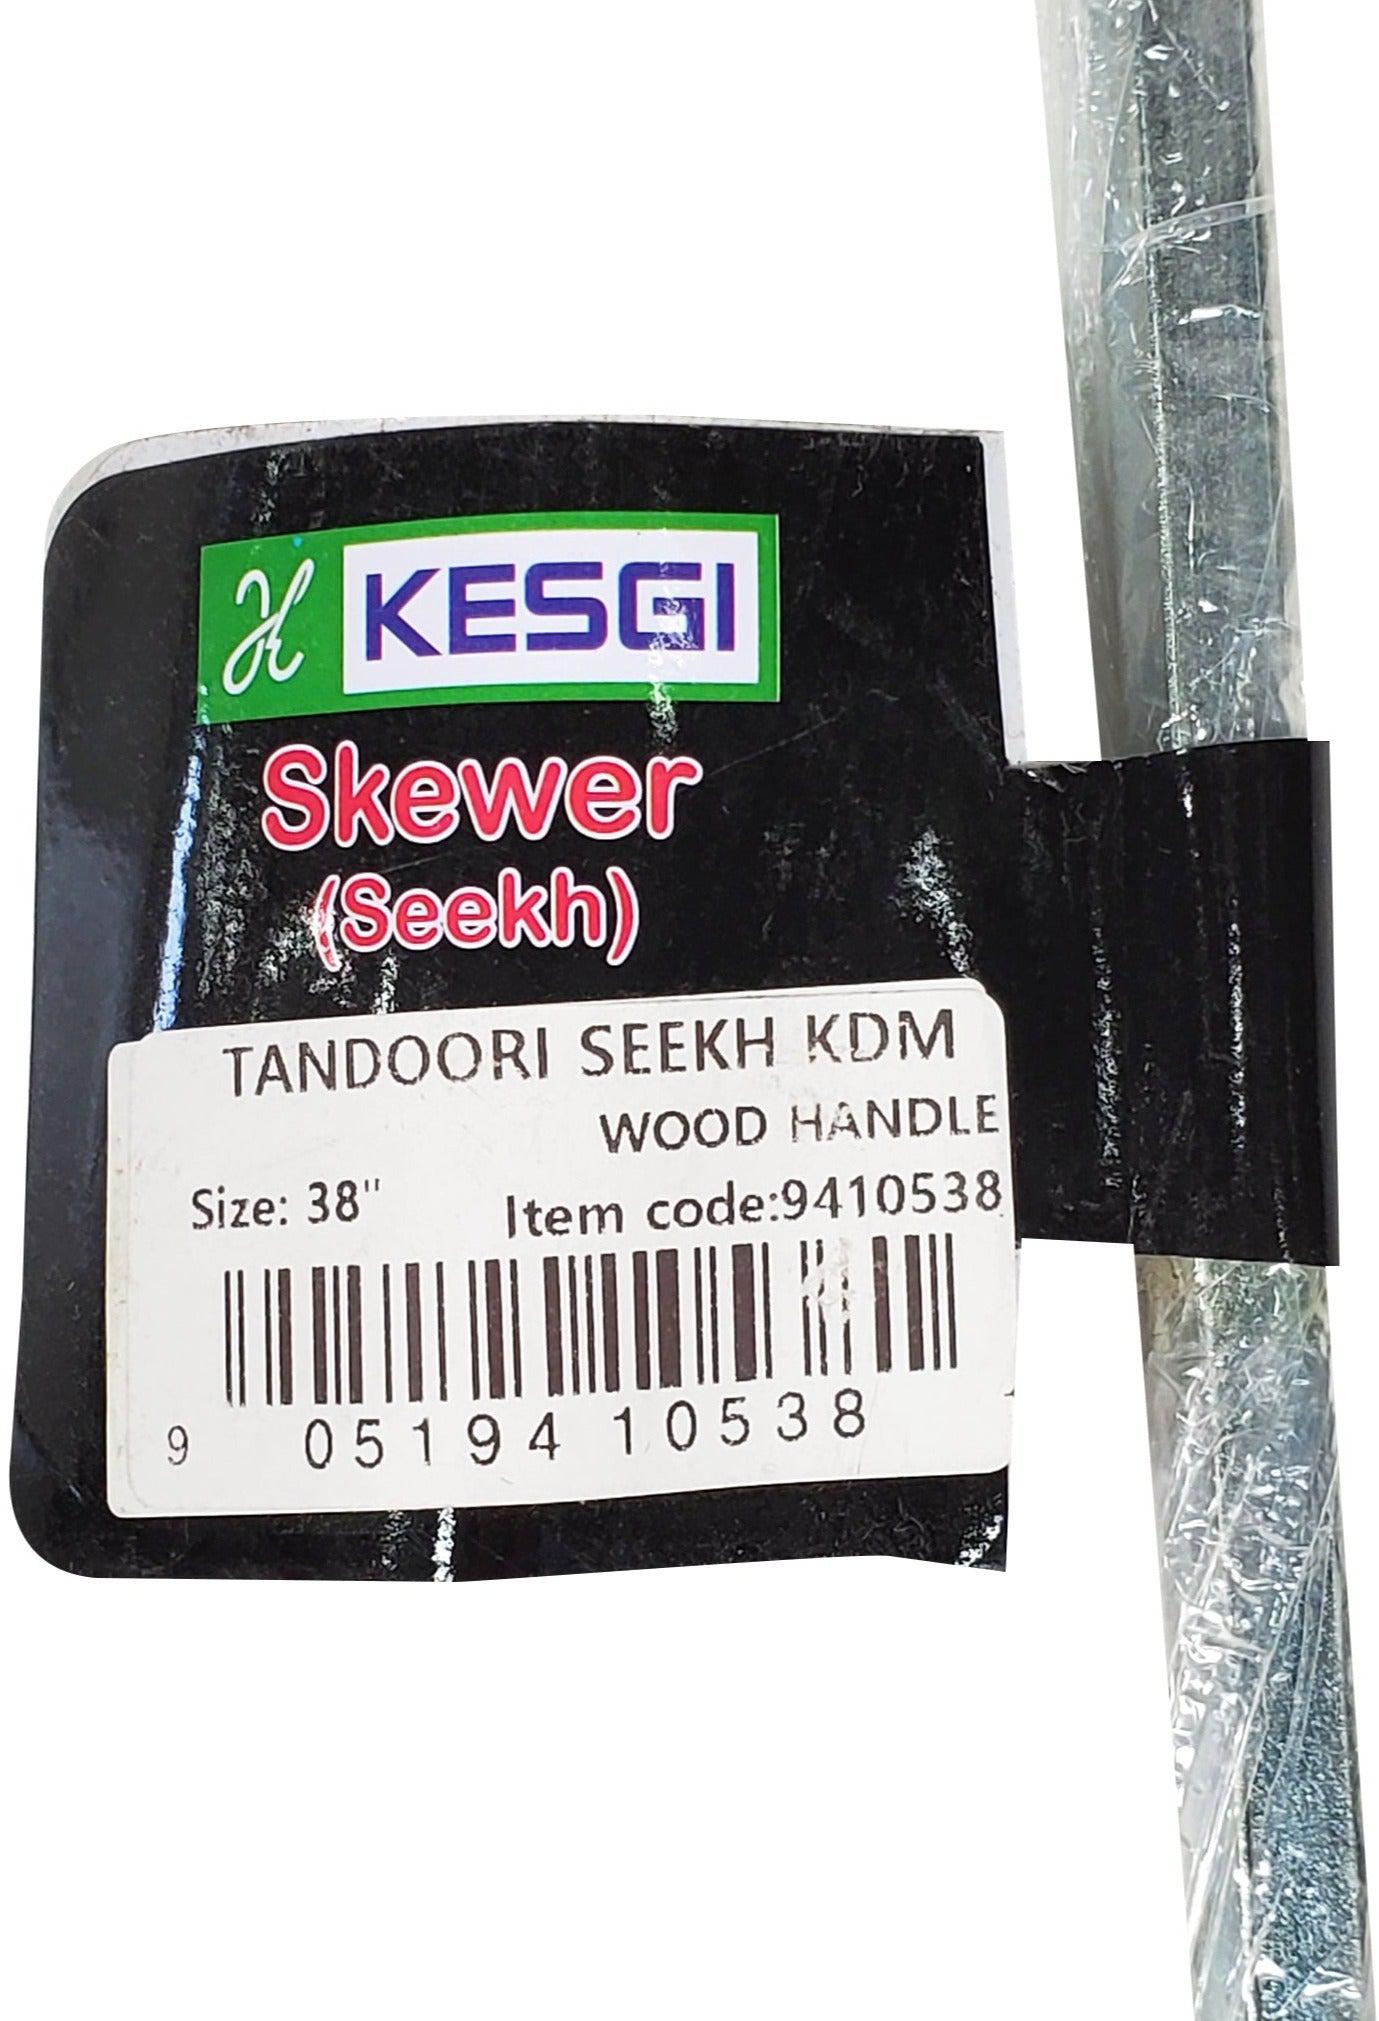 KESGI
Skewer
(Seekh)
TANDOORI SEEKH KDM
WOOD HANDLE
Size: 38" Item code:9410538
9 05194 10538